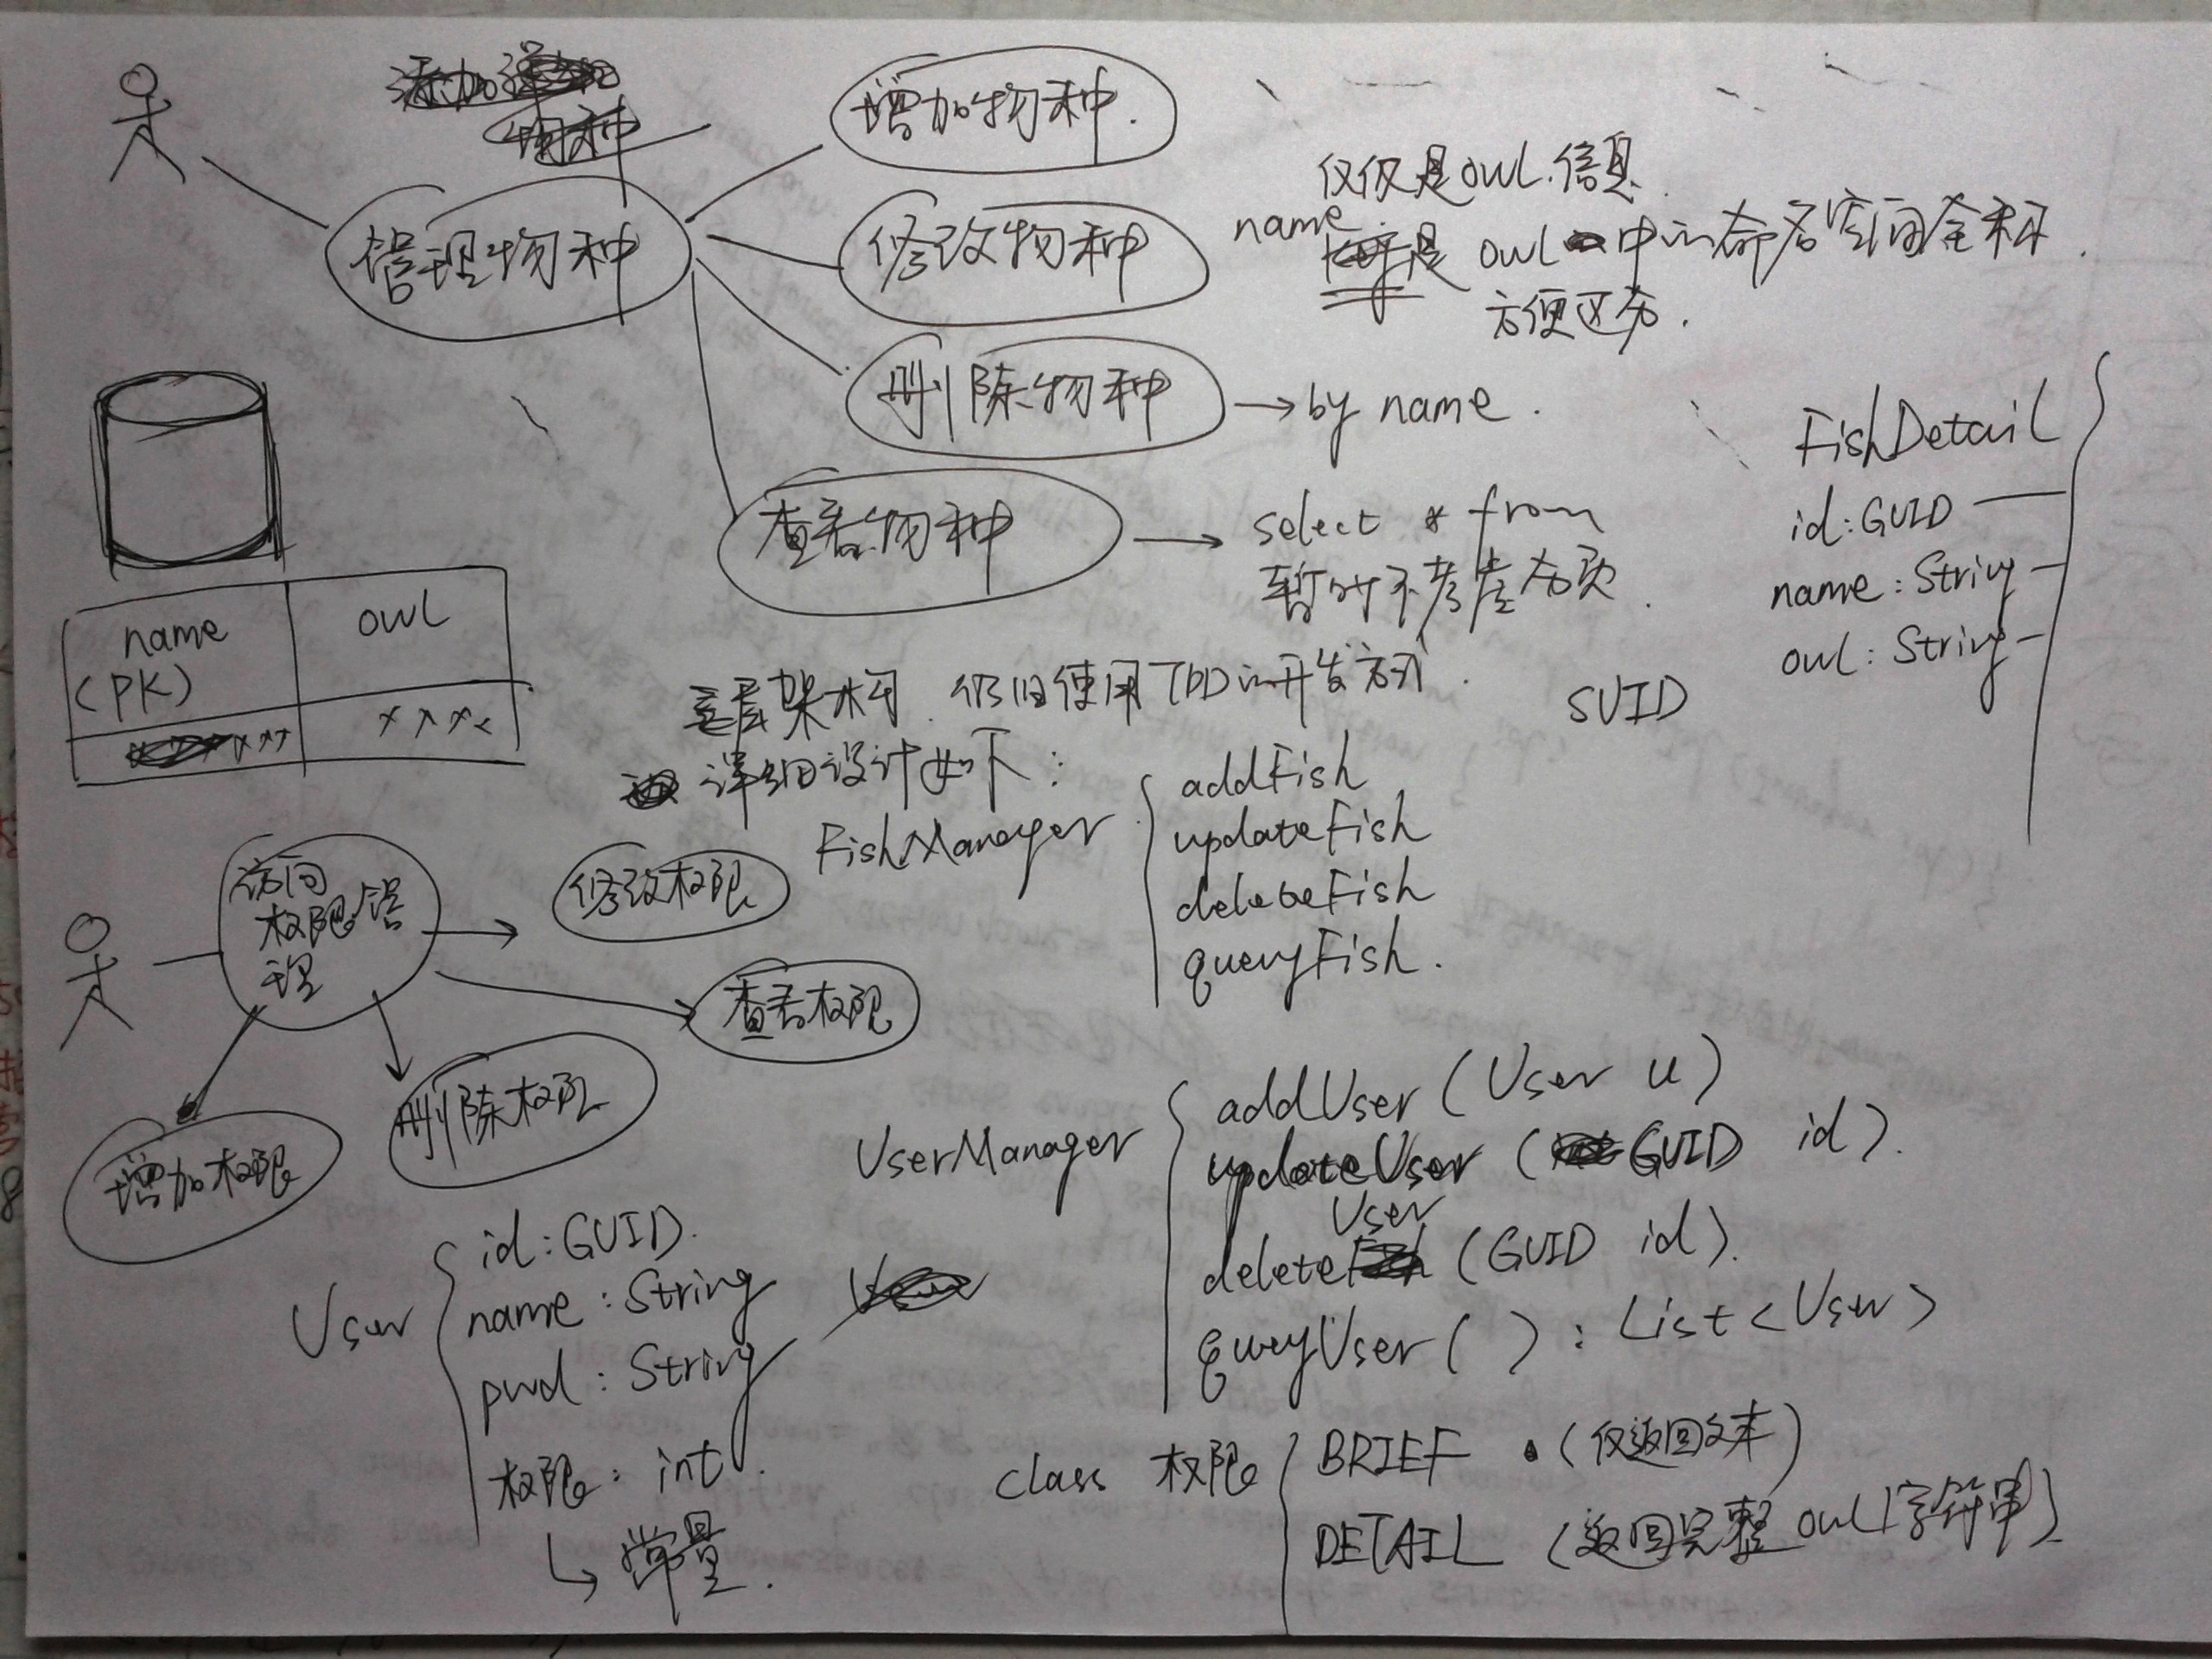 增加物种.
管理物种
修改物种
删除物种 → by name.
查看物种 → select * from
暂时不考虑分页.
仅仅是owl信息.
name 是 owl中的命名空间全称.
方便区分.
FishDetail
id:GUID
name:String
owl:String
SUID
name
(PK)
owl
架构. 仍旧使用TDD的开发方式.
详细设计如下:
FishManager
addFish
updateFish
deleteFish
queryFish.
访问
权限管
理
修改权限
查看权限
删除权限
增加权限
UserManager
addUser (User u)
updateUser (GUID id).
deleteUser (GUID id).
queryUser ( ) : List<User>
User
id:GUID.
name:String
pwd:String
权限: int.
↳ 常量.
class 权限
BRIEF (仅返回文本)
DETAIL (返回完整owl字符串)